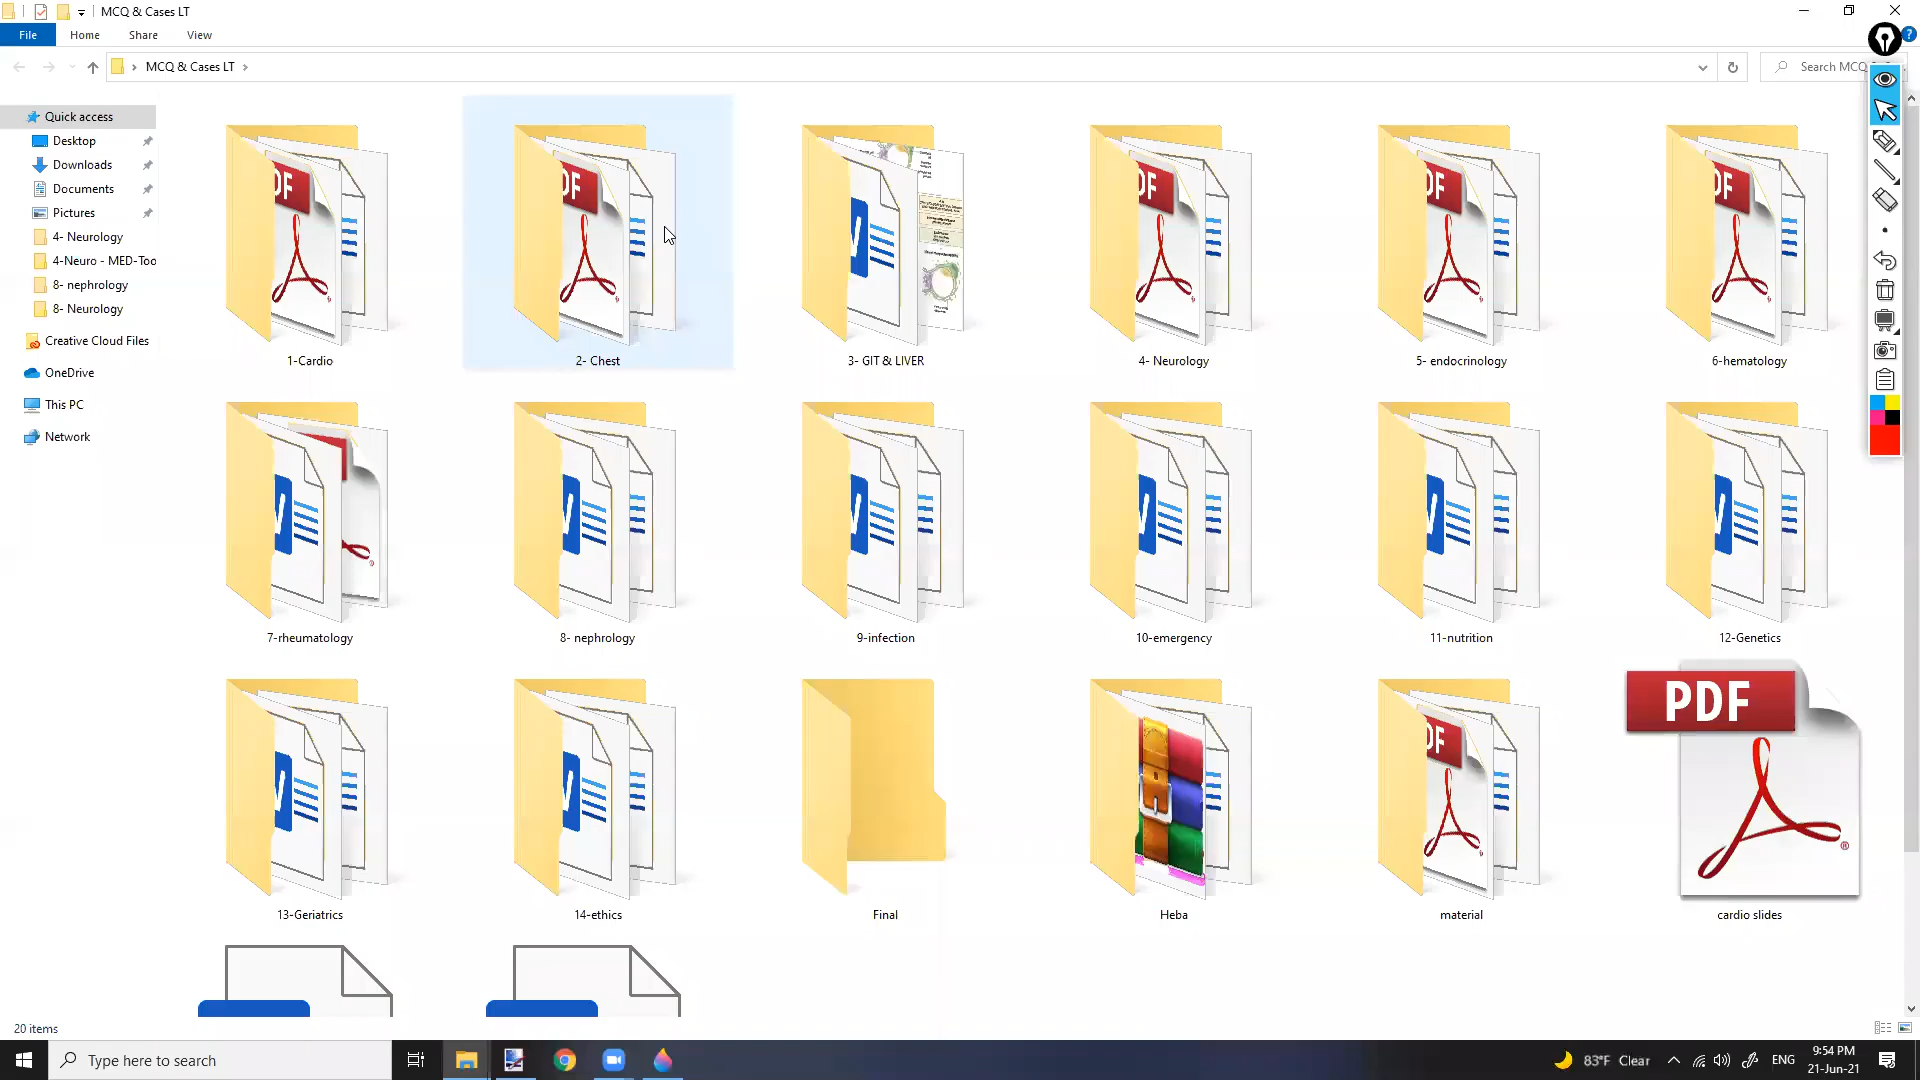 MCQ & Cases LT
File Home Share View
MCQ & Cases LT
Search MCQ
Quick access
Desktop
Downloads
Documents
Pictures
4- Neurology
4-Neuro - MED-Too
8- nephrology
8- Neurology
Creative Cloud Files
OneDrive
This PC
Network
1-Cardio
2- Chest
3- GIT & LIVER
4- Neurology
5- endocrinology
6-hematology
7-rheumatology
8- nephrology
9-infection
10-emergency
11-nutrition
12-Genetics
PDF
13-Geriatrics
14-ethics
Final
Heba
material
cardio slides
20 items
Type here to search
83°F Clear
ENG
9:54 PM
21-Jun-21